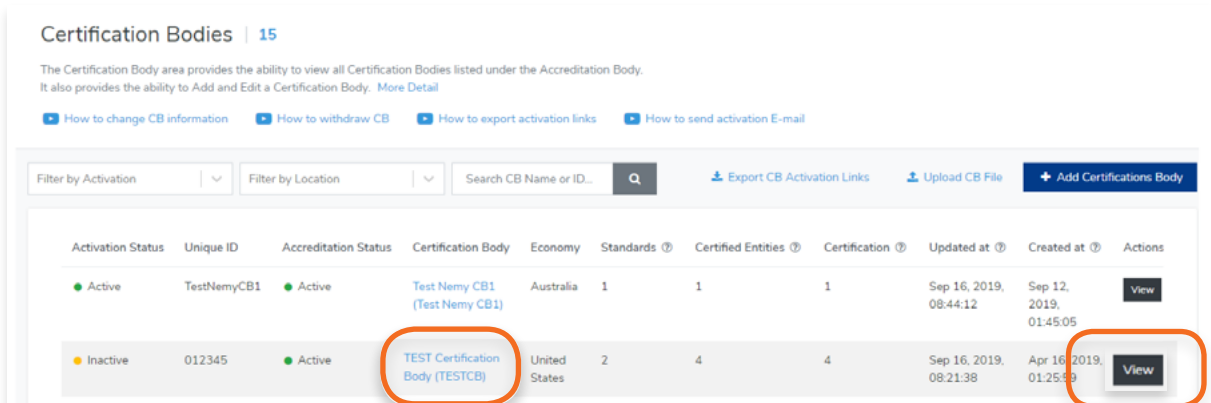 Certification Bodies | 15
The Certification Body area provides the ability to view all Certification Bodies listed under the Accreditation Body.
It also provides the ability to Add and Edit a Certification Body. More Detail
How to change CB information How to withdraw CB How to export activation links How to send activation E-mail
Filter by Activation Filter by Location Search CB Name or ID... Export CB Activation Links Upload CB File + Add Certifications Body
Activation Status Unique ID Accreditation Status Certification Body Economy Standards ? Certified Entities ? Certification ? Updated at ? Created at ? Actions
Active TestNemyCB1 Active Test Nemy CB1 Australia 1 1 1 Sep 16, 2019, Sep 12, View
(Test Nemy CB1) 08:44:12 2019,
01:45:05
Inactive 012345 Active TEST Certification United 2 4 4 Sep 16, 2019, Apr 16, 2019, View
Body (TESTCB) States 08:21:38 01:25:59